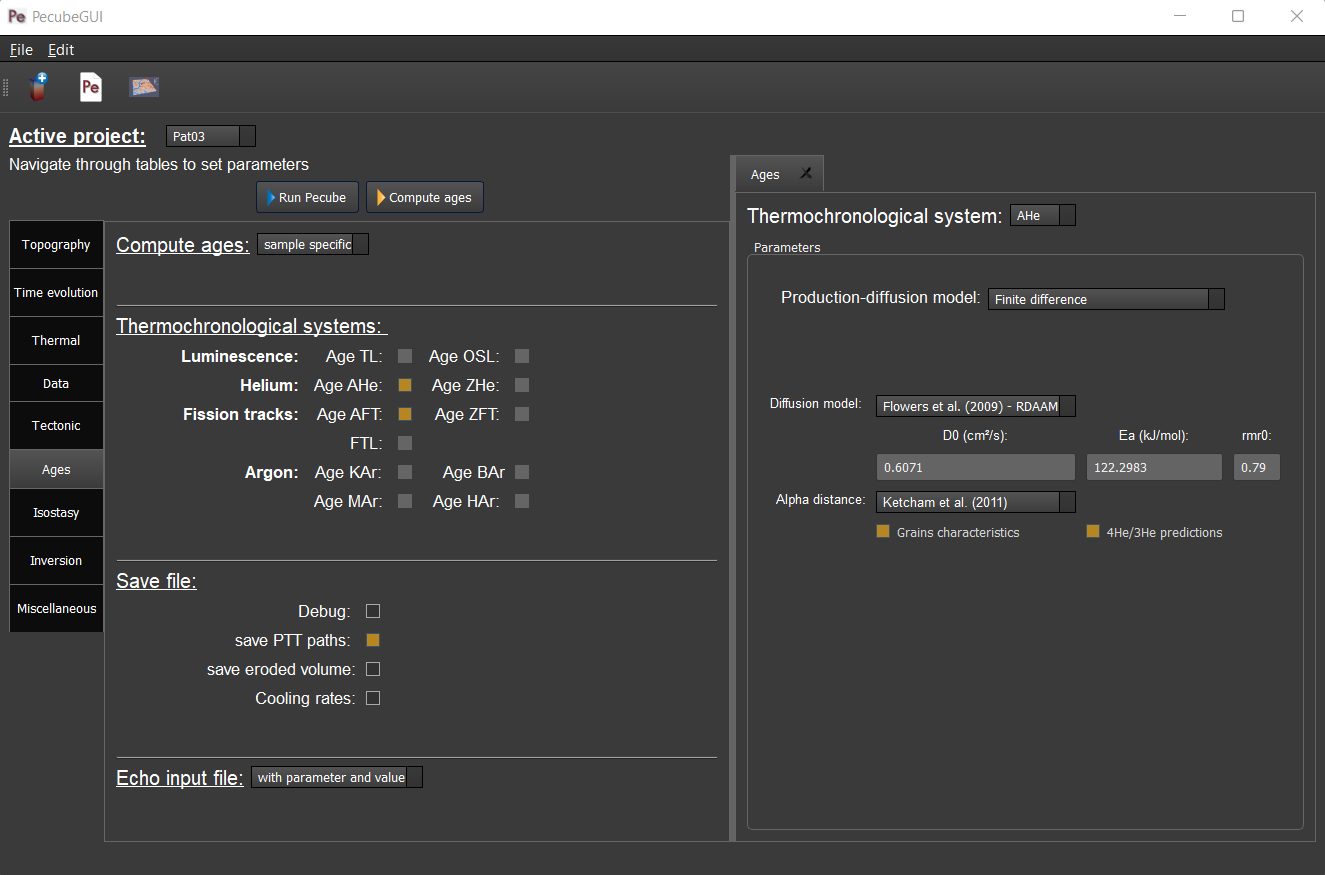 Pe PecubeGUI
File Edit
Pe
Active project: Pat03
Navigate through tables to set parameters
Run Pecube Compute ages
Topography
Time evolution
Thermal
Data
Tectonic
Ages
Isostasy
Inversion
Miscellaneous
Compute ages: sample specific
Thermochronological systems:
Luminescence: Age TL: Age OSL:
Helium: Age AHe: Age ZHe:
Fission tracks: Age AFT: Age ZFT:
FTL:
Argon: Age KAr: Age BAr
Age MAr: Age HAr:
Save file:
Debug:
save PTT paths:
save eroded volume:
Cooling rates:
Echo input file: with parameter and value
Ages
Thermochronological system: AHe
Parameters
Production-diffusion model: Finite difference
Diffusion model: Flowers et al. (2009) - RDAAM
D0 (cm²/s): Ea (kJ/mol): rmr0:
0.6071 122.2983 0.79
Alpha distance: Ketcham et al. (2011)
Grains characteristics 4He/3He predictions